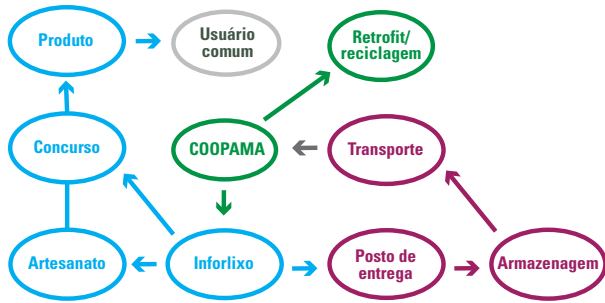 Produto
Usuário
comum
Retrofit/
reciclagem
Concurso
COOPAMA
Transporte
Artesanato
Inforlixo
Posto de
entrega
Armazenagem